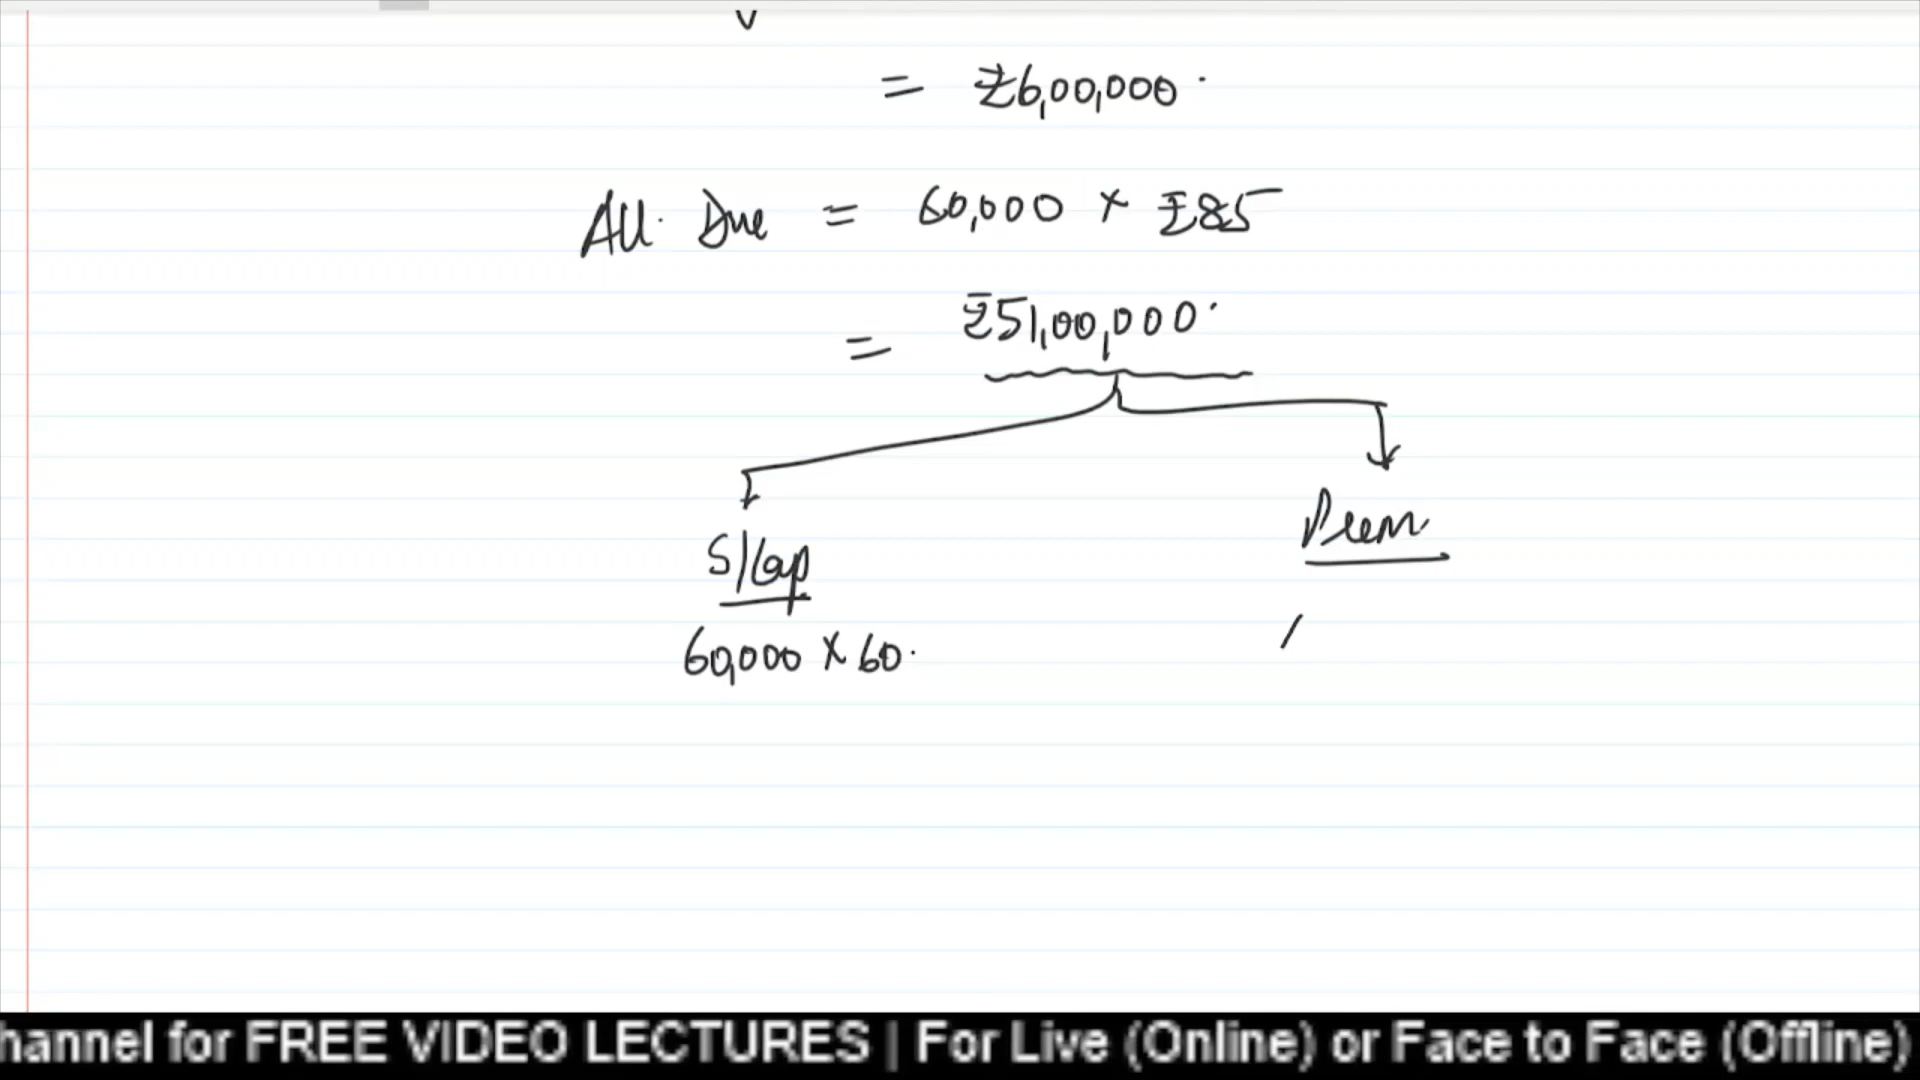 = ₹6,00,000.
All. Due = 60,000 × ₹85
= ₹51,00,000.
S/Cap
Prem
60,000 × 60.
hannel for FREE VIDEO LECTURES | For Live (Online) or Face to Face (Offline)